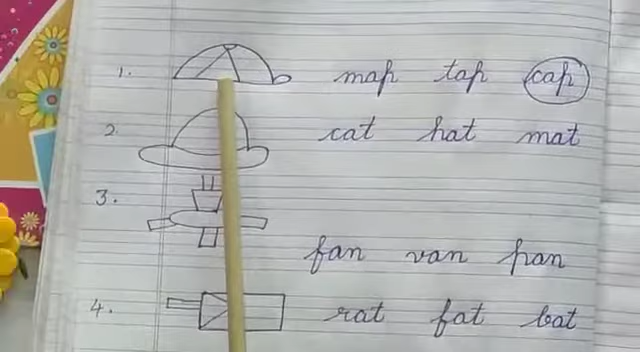 1. map tap cap
2. cat hat mat
3. fan van pan
4. rat fat bat